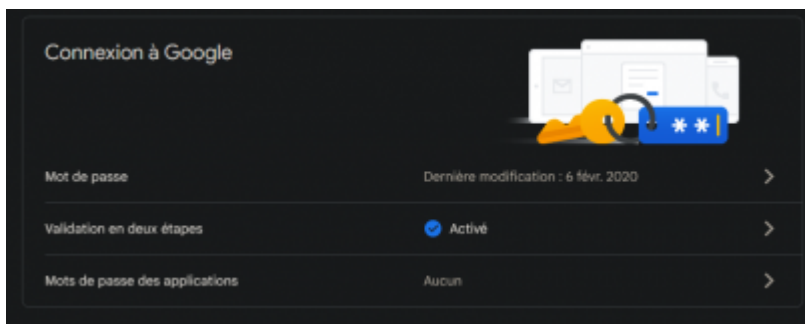 Connexion à Google
**
Mot de passe Dernière modification : 6 févr. 2020
Validation en deux étapes Activé
Mots de passe des applications Aucun